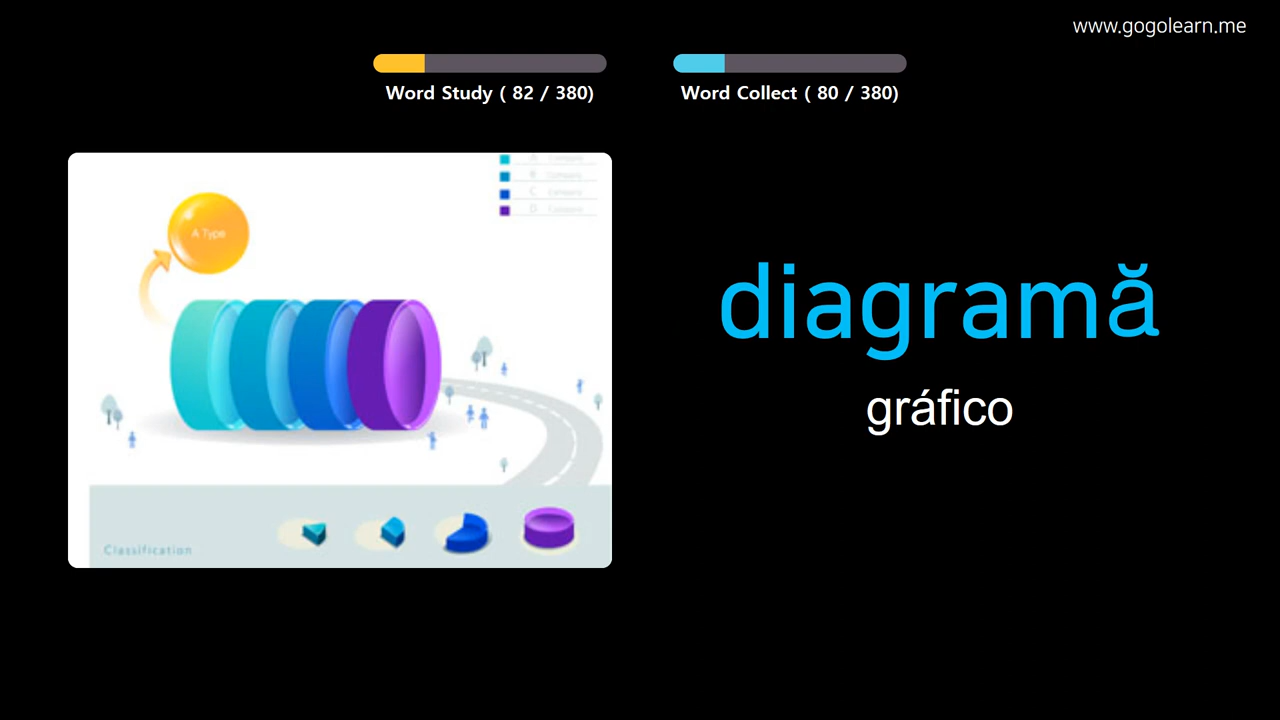 www.gogolearn.me
Word Study ( 82 / 380)
Word Collect ( 80 / 380)
A
B
C
D
A Type
diagramă
gráfico
Classification